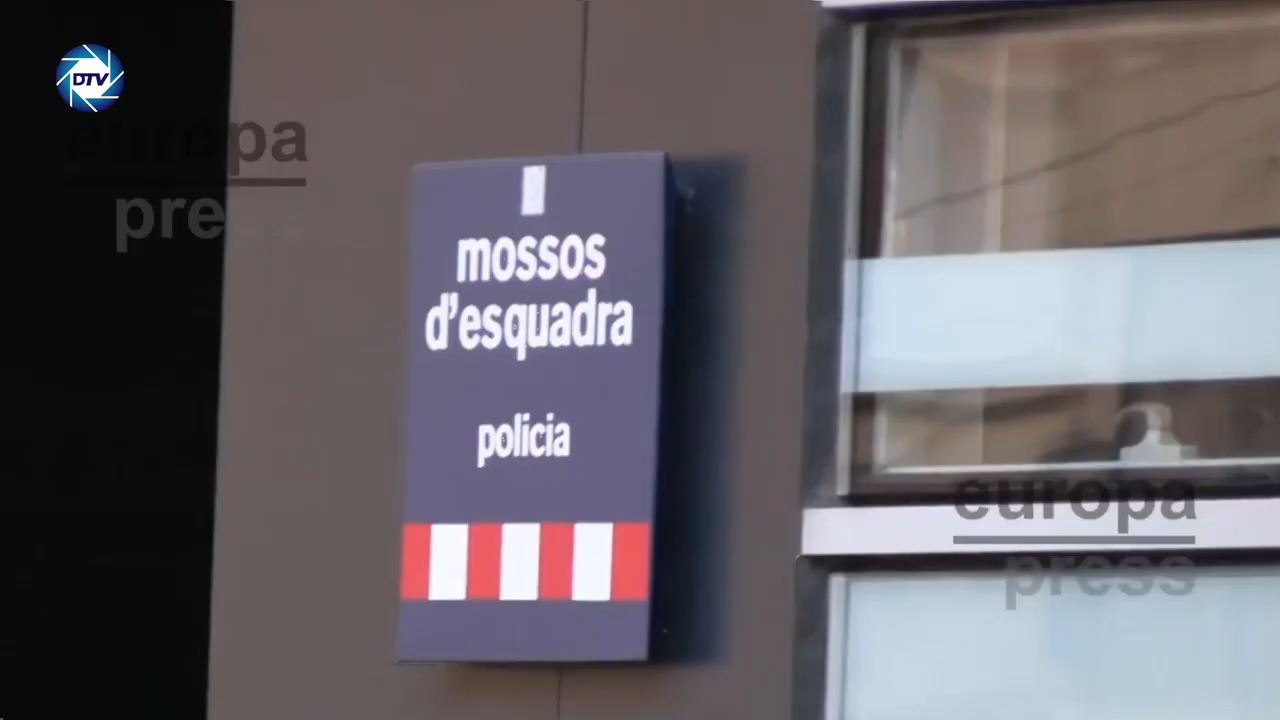 DTV
europa
press
mossos
d'esquadra
policia
europa
press